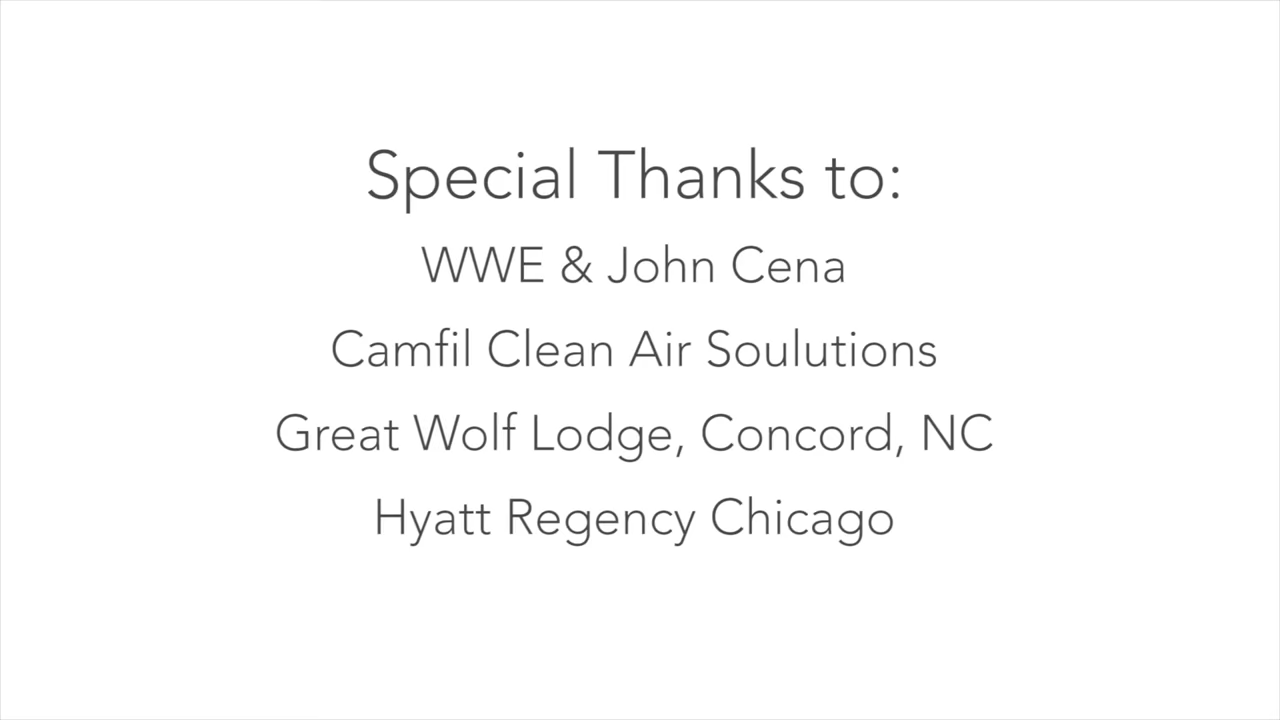 Special Thanks to:
WWE & John Cena
Camfil Clean Air Soulutions
Great Wolf Lodge, Concord, NC
Hyatt Regency Chicago